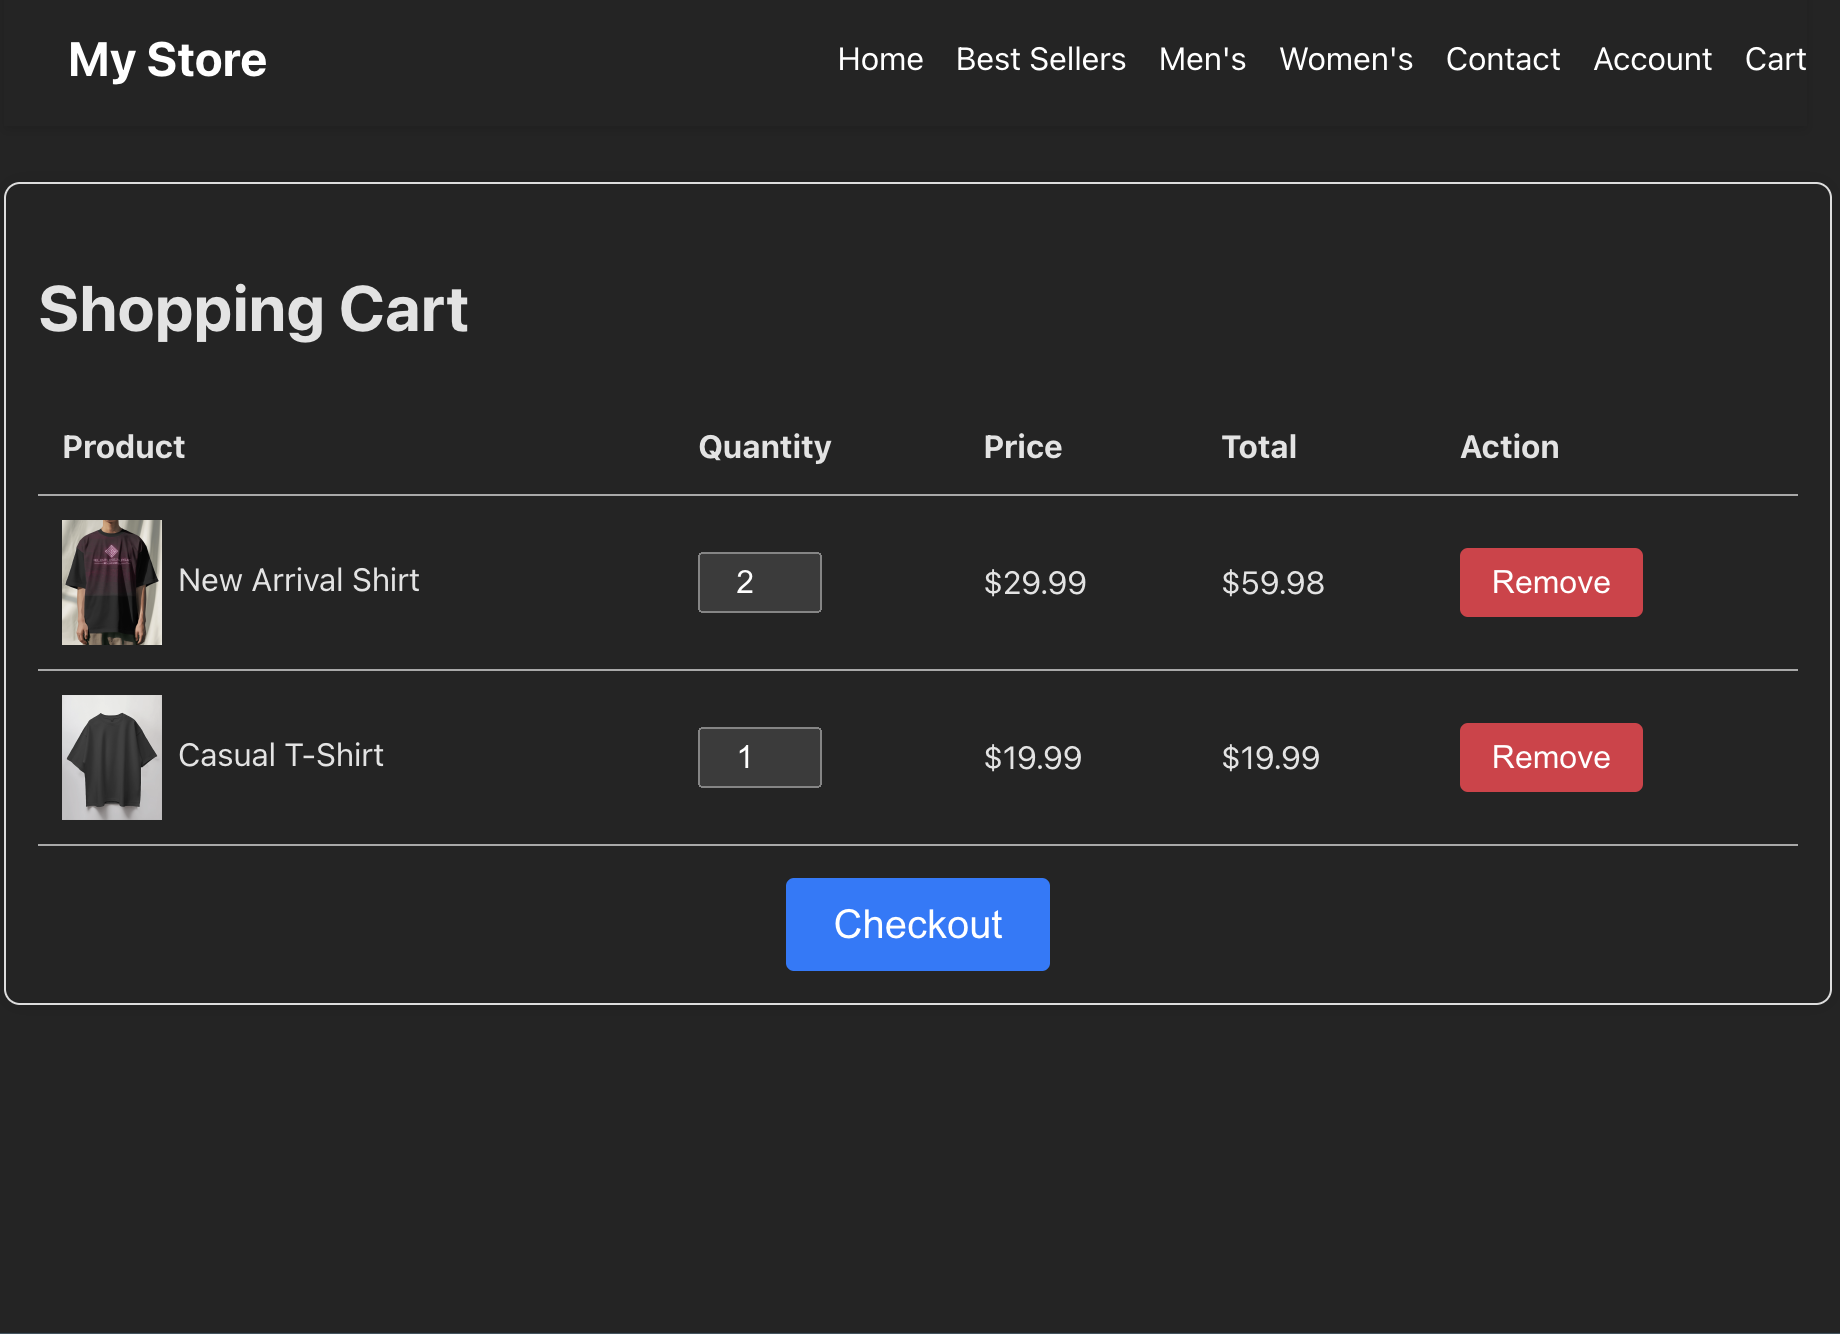 My Store
Home Best Sellers Men's Women's Contact Account Cart
Shopping Cart
Product Quantity Price Total Action
New Arrival Shirt 2 $29.99 $59.98 Remove
Casual T-Shirt 1 $19.99 $19.99 Remove
Checkout